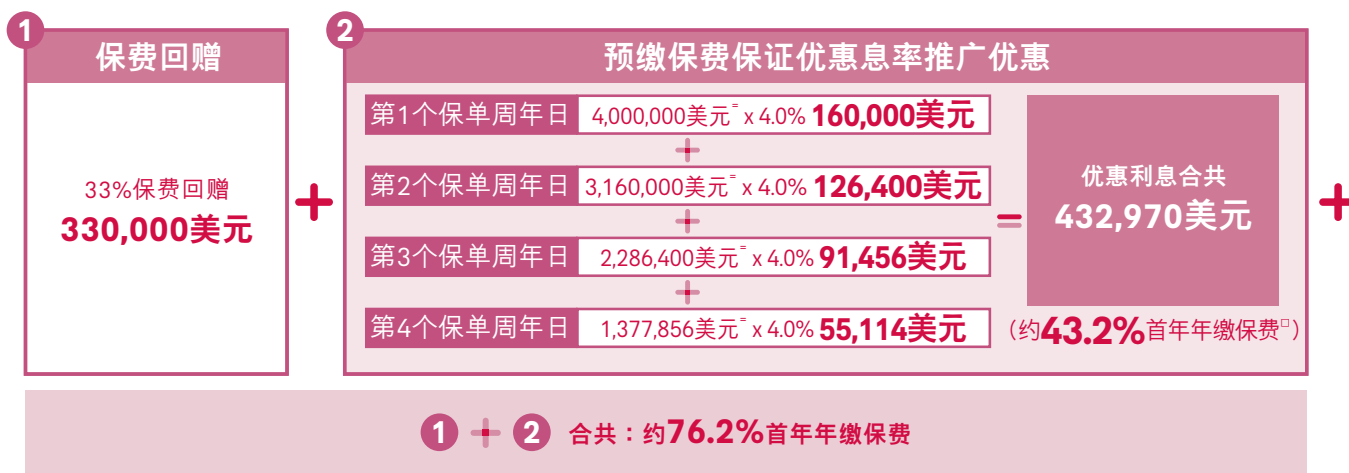 1
保费回赠
33%保费回赠
330,000美元
+
2
预缴保费保证优惠息率推广优惠
第1个保单周年日 4,000,000美元⁼ x 4.0% 160,000美元
+
第2个保单周年日 3,160,000美元⁼ x 4.0% 126,400美元
+
第3个保单周年日 2,286,400美元⁼ x 4.0% 91,456美元
+
第4个保单周年日 1,377,856美元⁼ x 4.0% 55,114美元
=
优惠利息合共
432,970美元
(约43.2%首年年缴保费□)
+
1 + 2 合共：约76.2%首年年缴保费